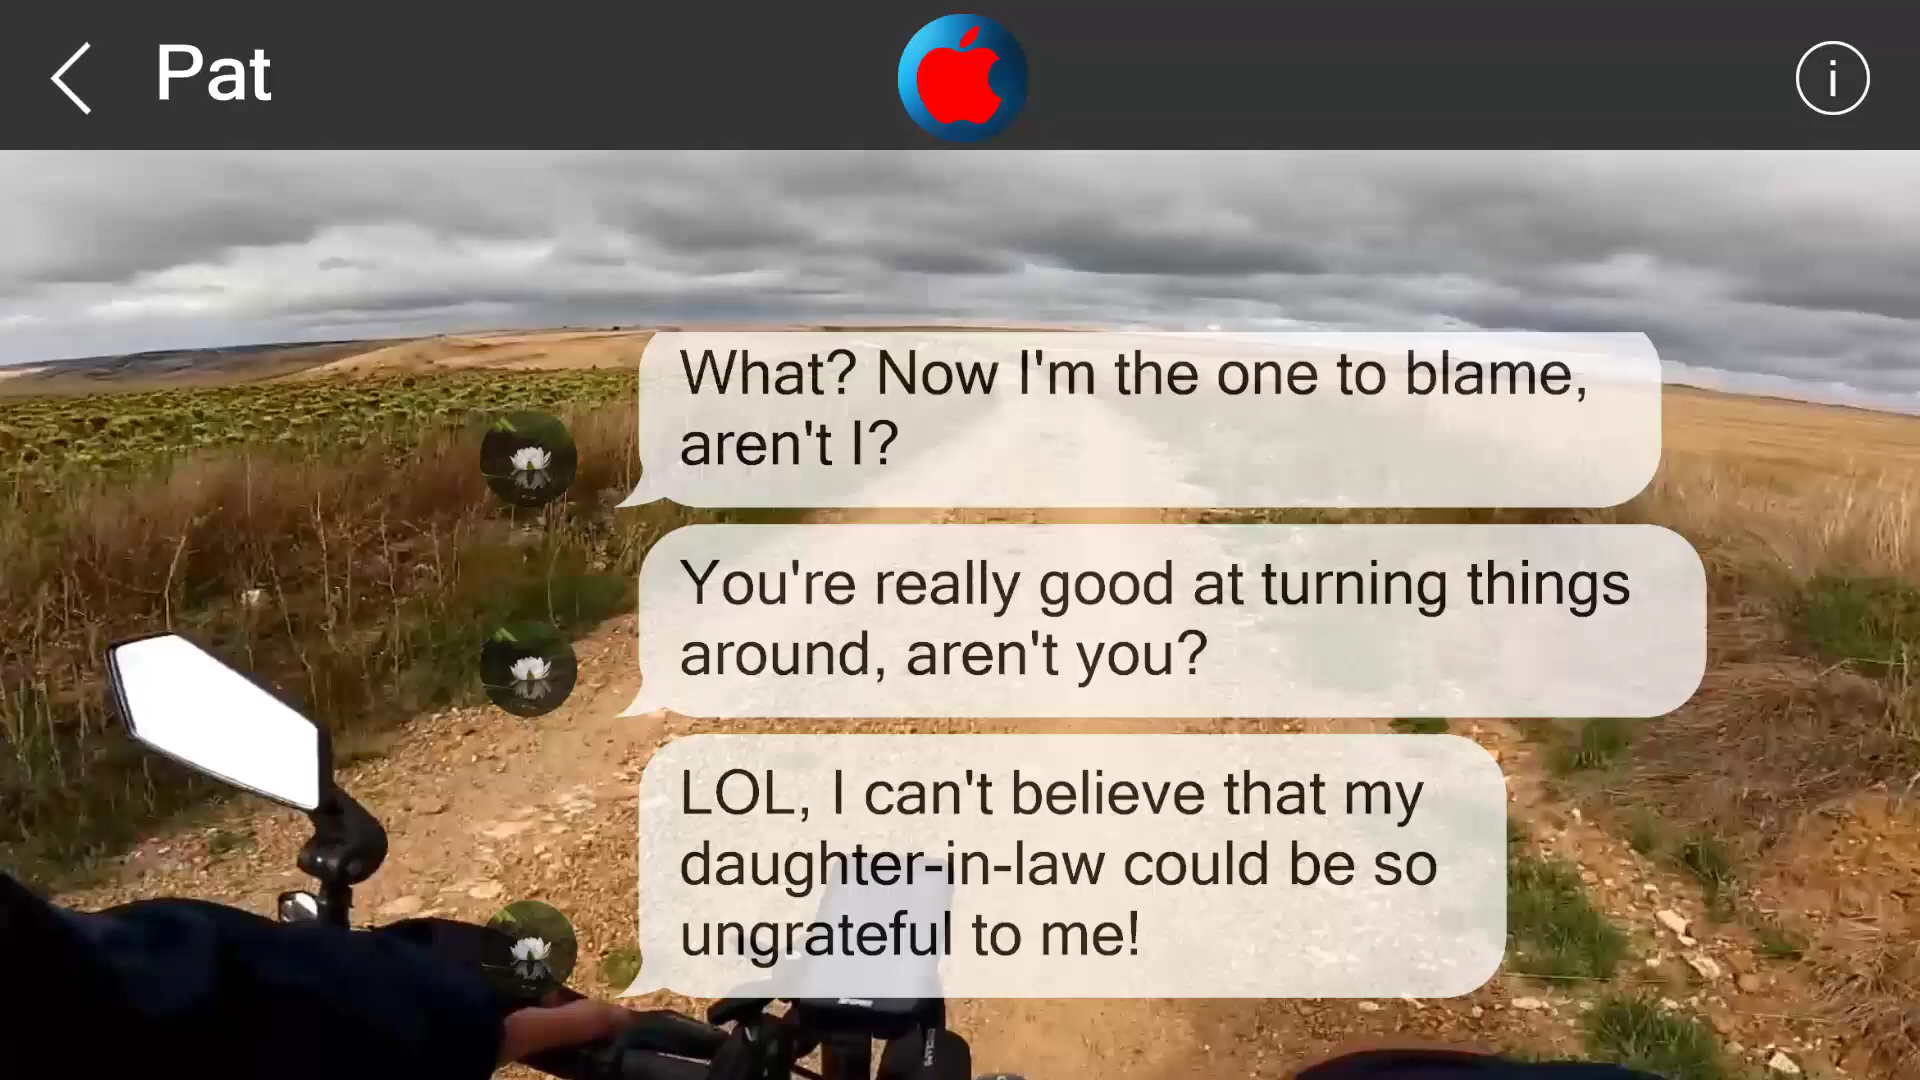 Pat
What? Now I'm the one to blame,
aren't I?
You're really good at turning things
around, aren't you?
LOL, I can't believe that my
daughter-in-law could be so
ungrateful to me!